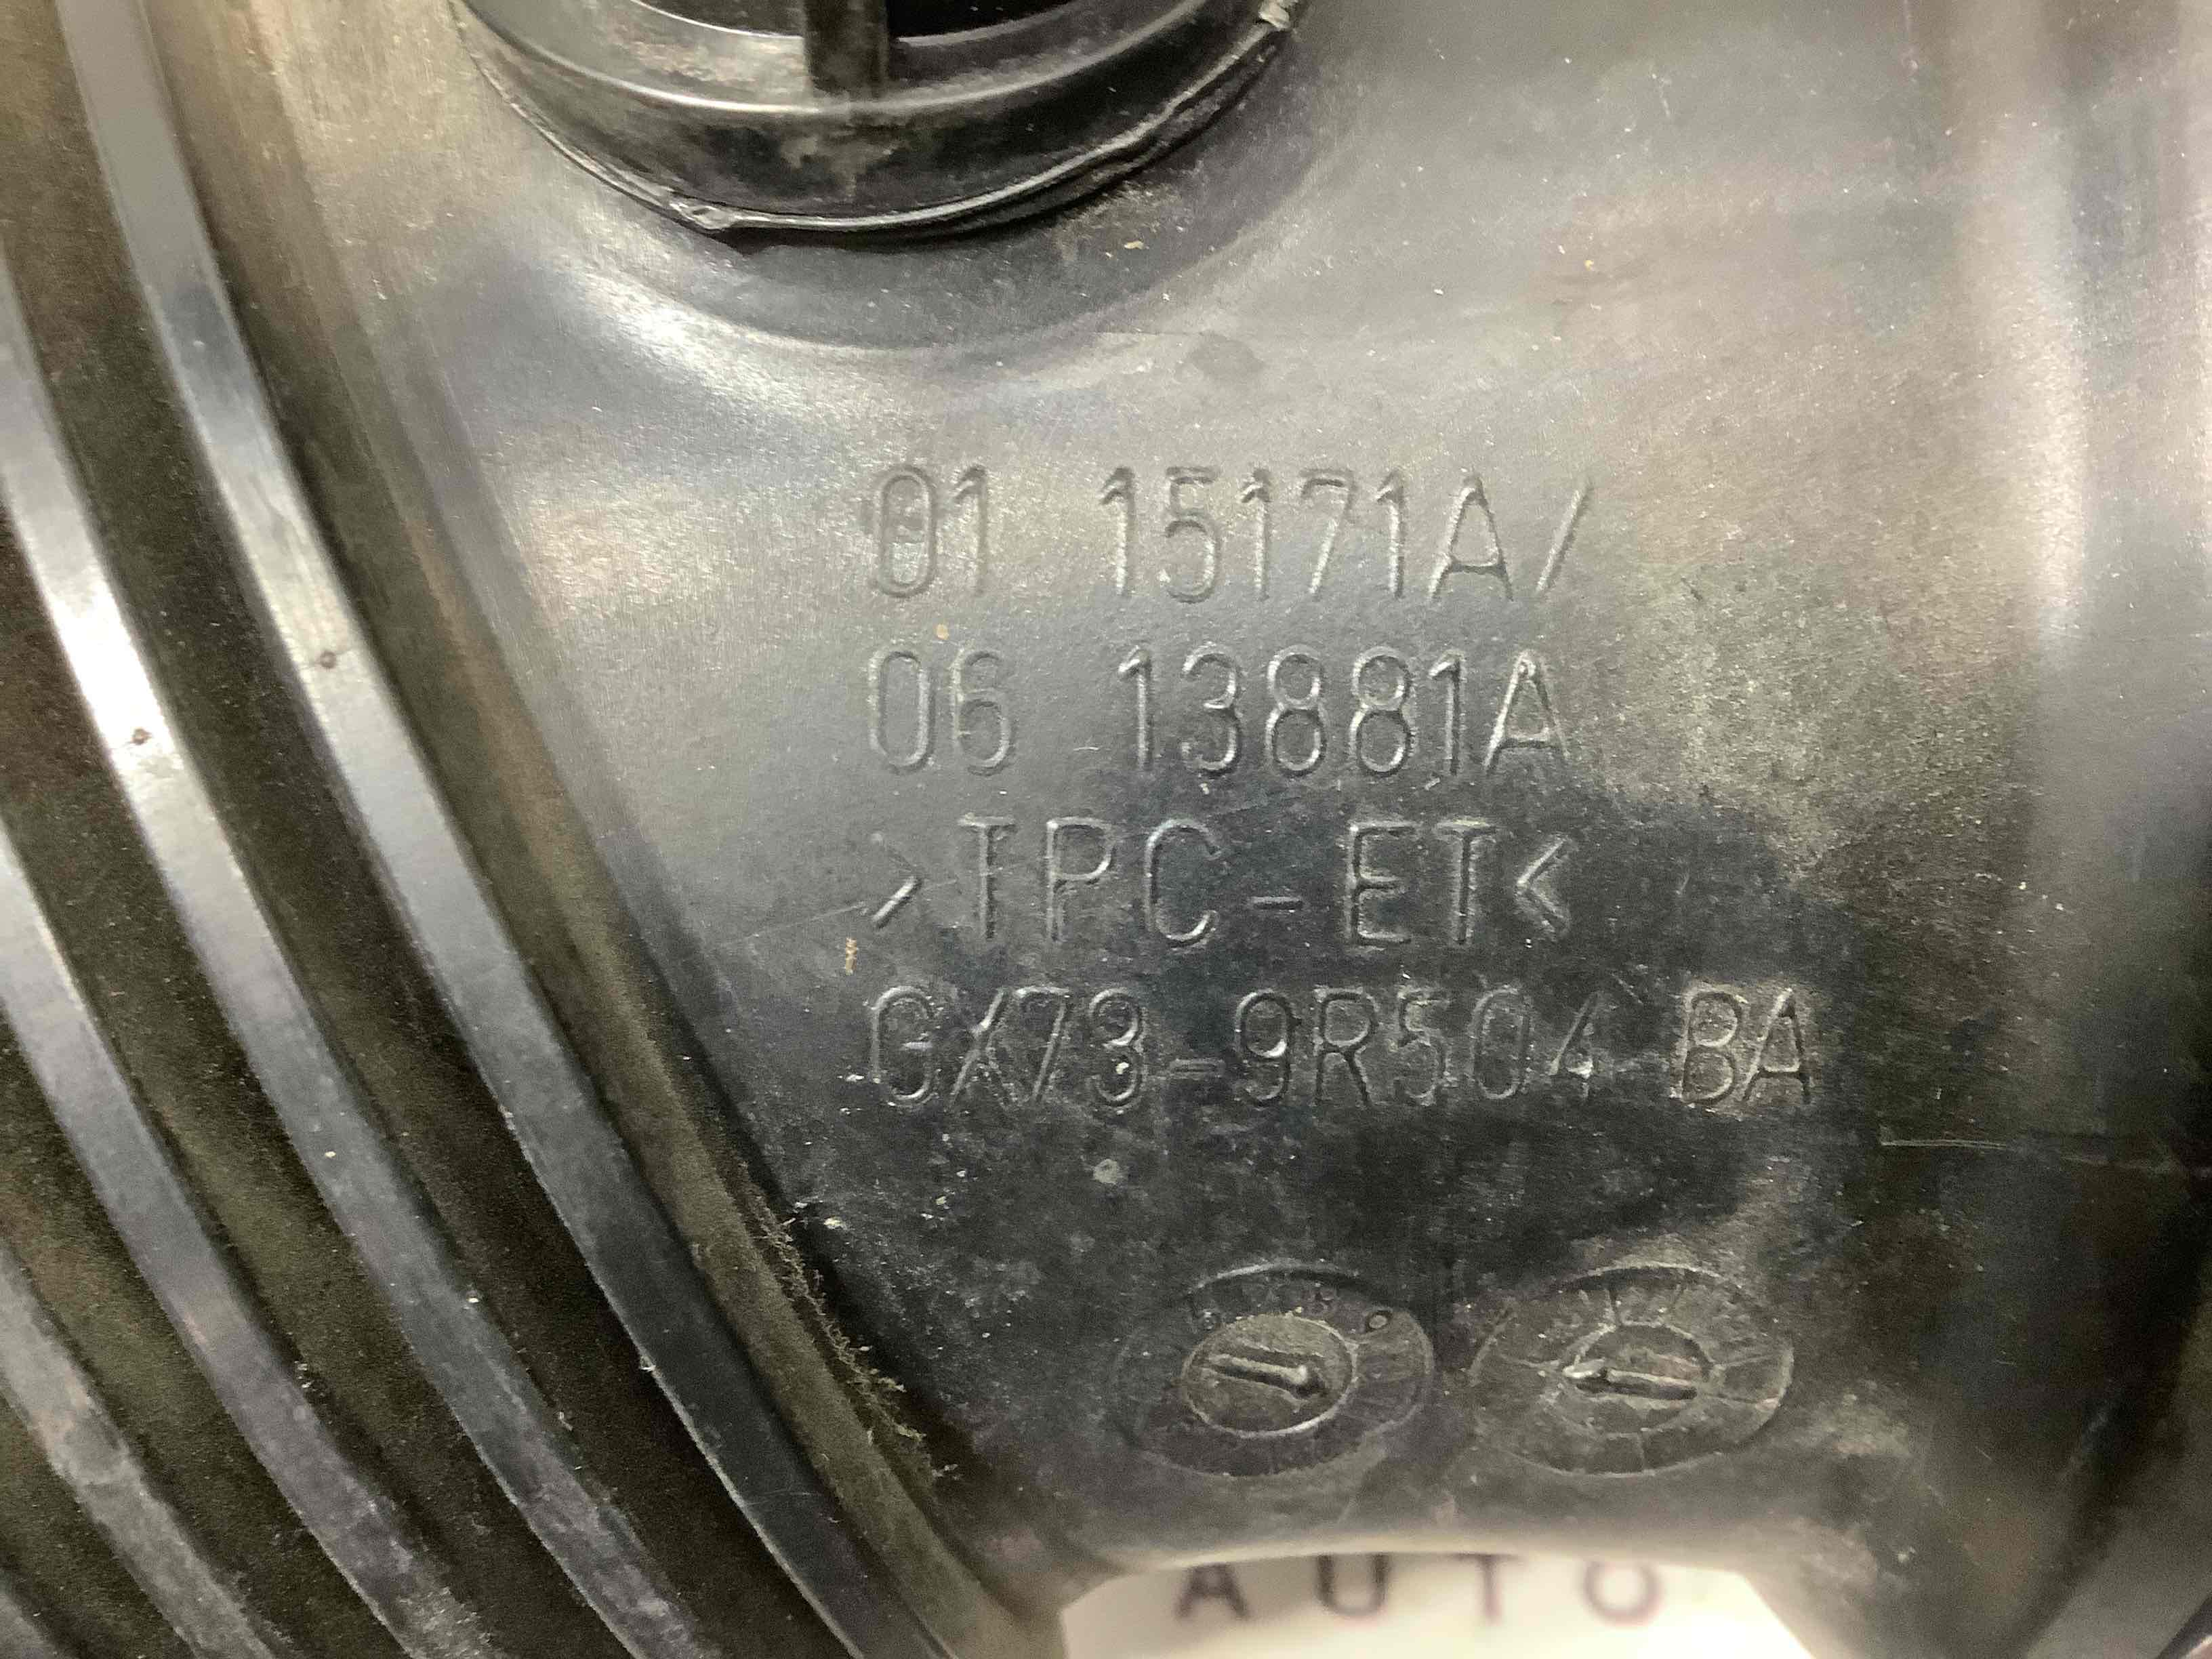 01 15171A/
06 13881A
>TPC-ET<
GX73-9R504-BA
AUTO